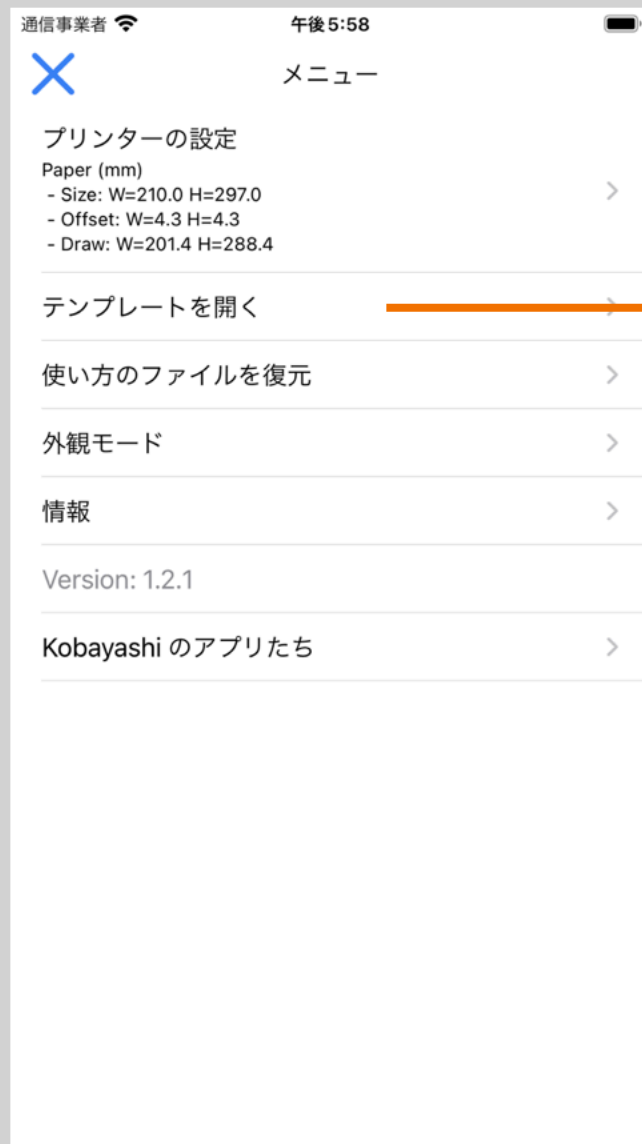 通信事業者 午後5:58
メニュー
プリンターの設定
Paper (mm)
- Size: W=210.0 H=297.0
- Offset: W=4.3 H=4.3
- Draw: W=201.4 H=288.4
テンプレートを開く
使い方のファイルを復元
外観モード
情報
Version: 1.2.1
Kobayashi のアプリたち